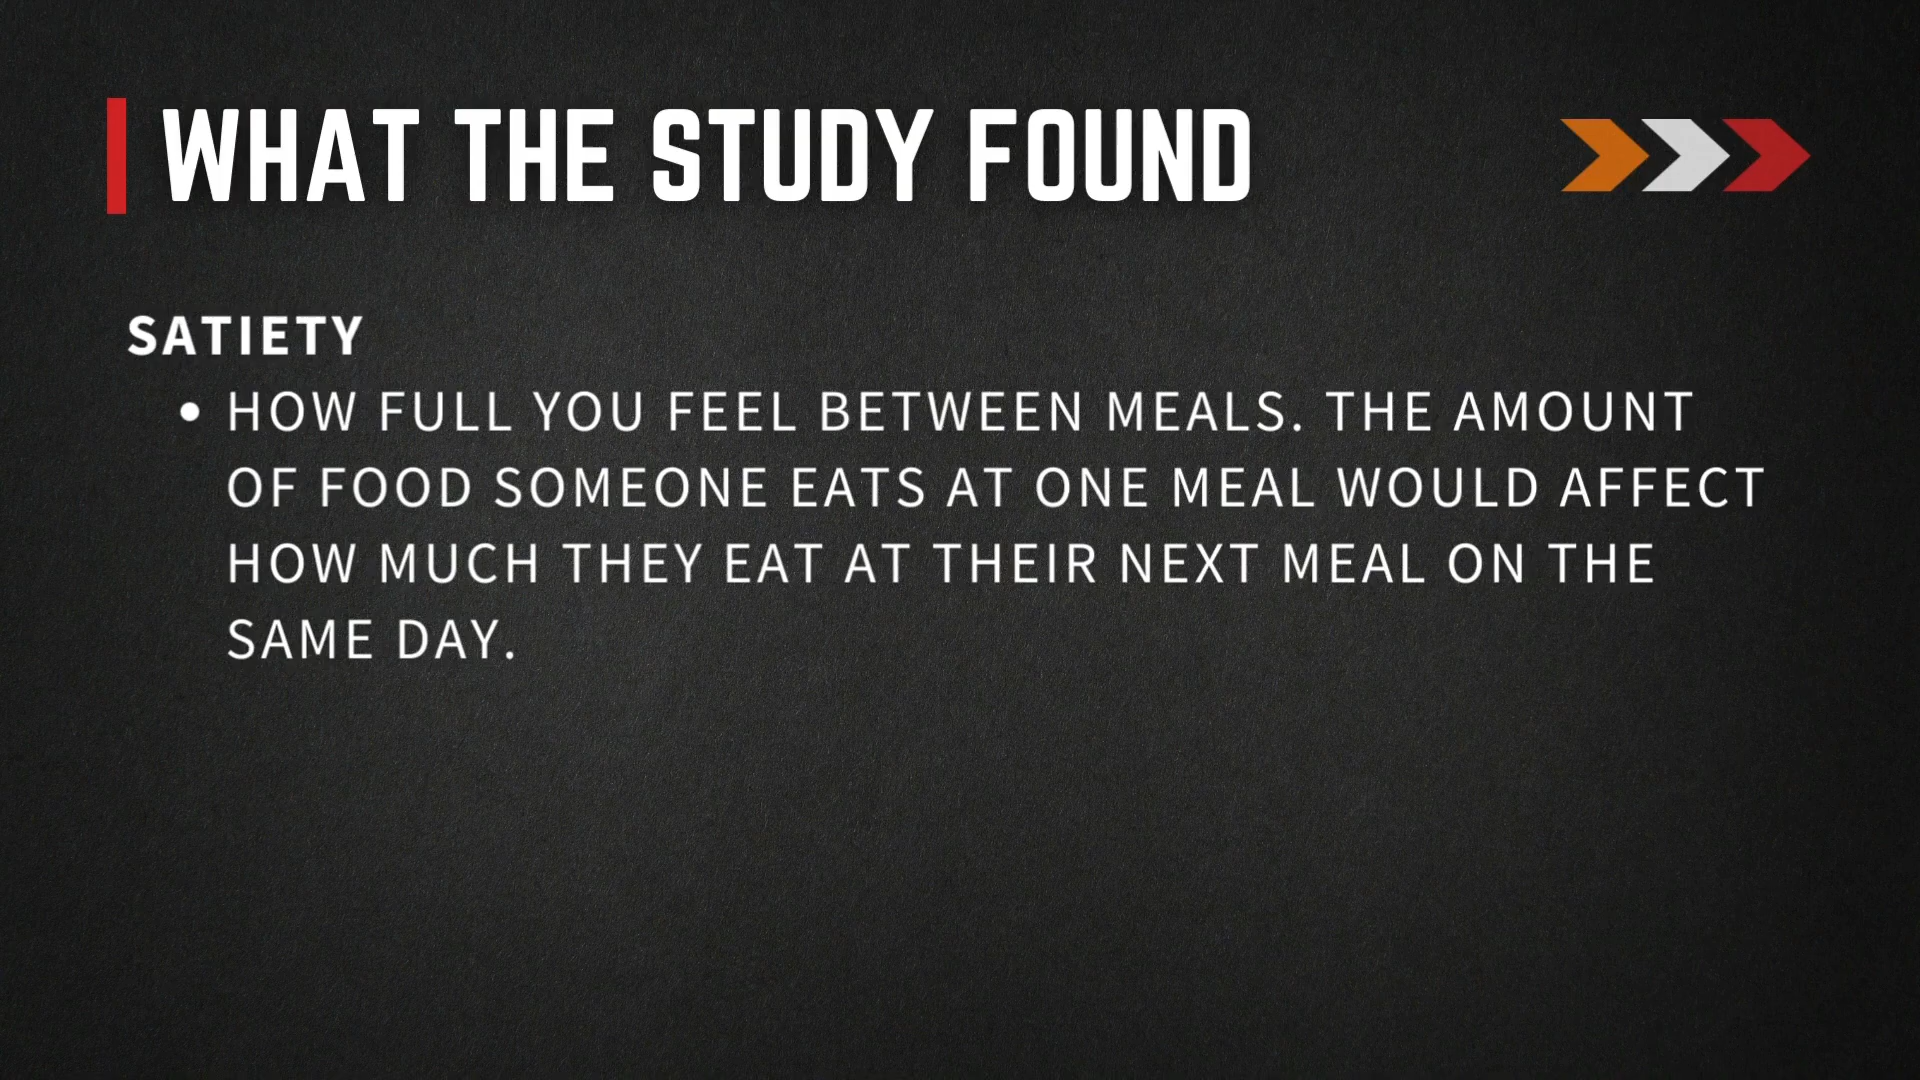 WHAT THE STUDY FOUND
SATIETY
• HOW FULL YOU FEEL BETWEEN MEALS. THE AMOUNT
OF FOOD SOMEONE EATS AT ONE MEAL WOULD AFFECT
HOW MUCH THEY EAT AT THEIR NEXT MEAL ON THE
SAME DAY.